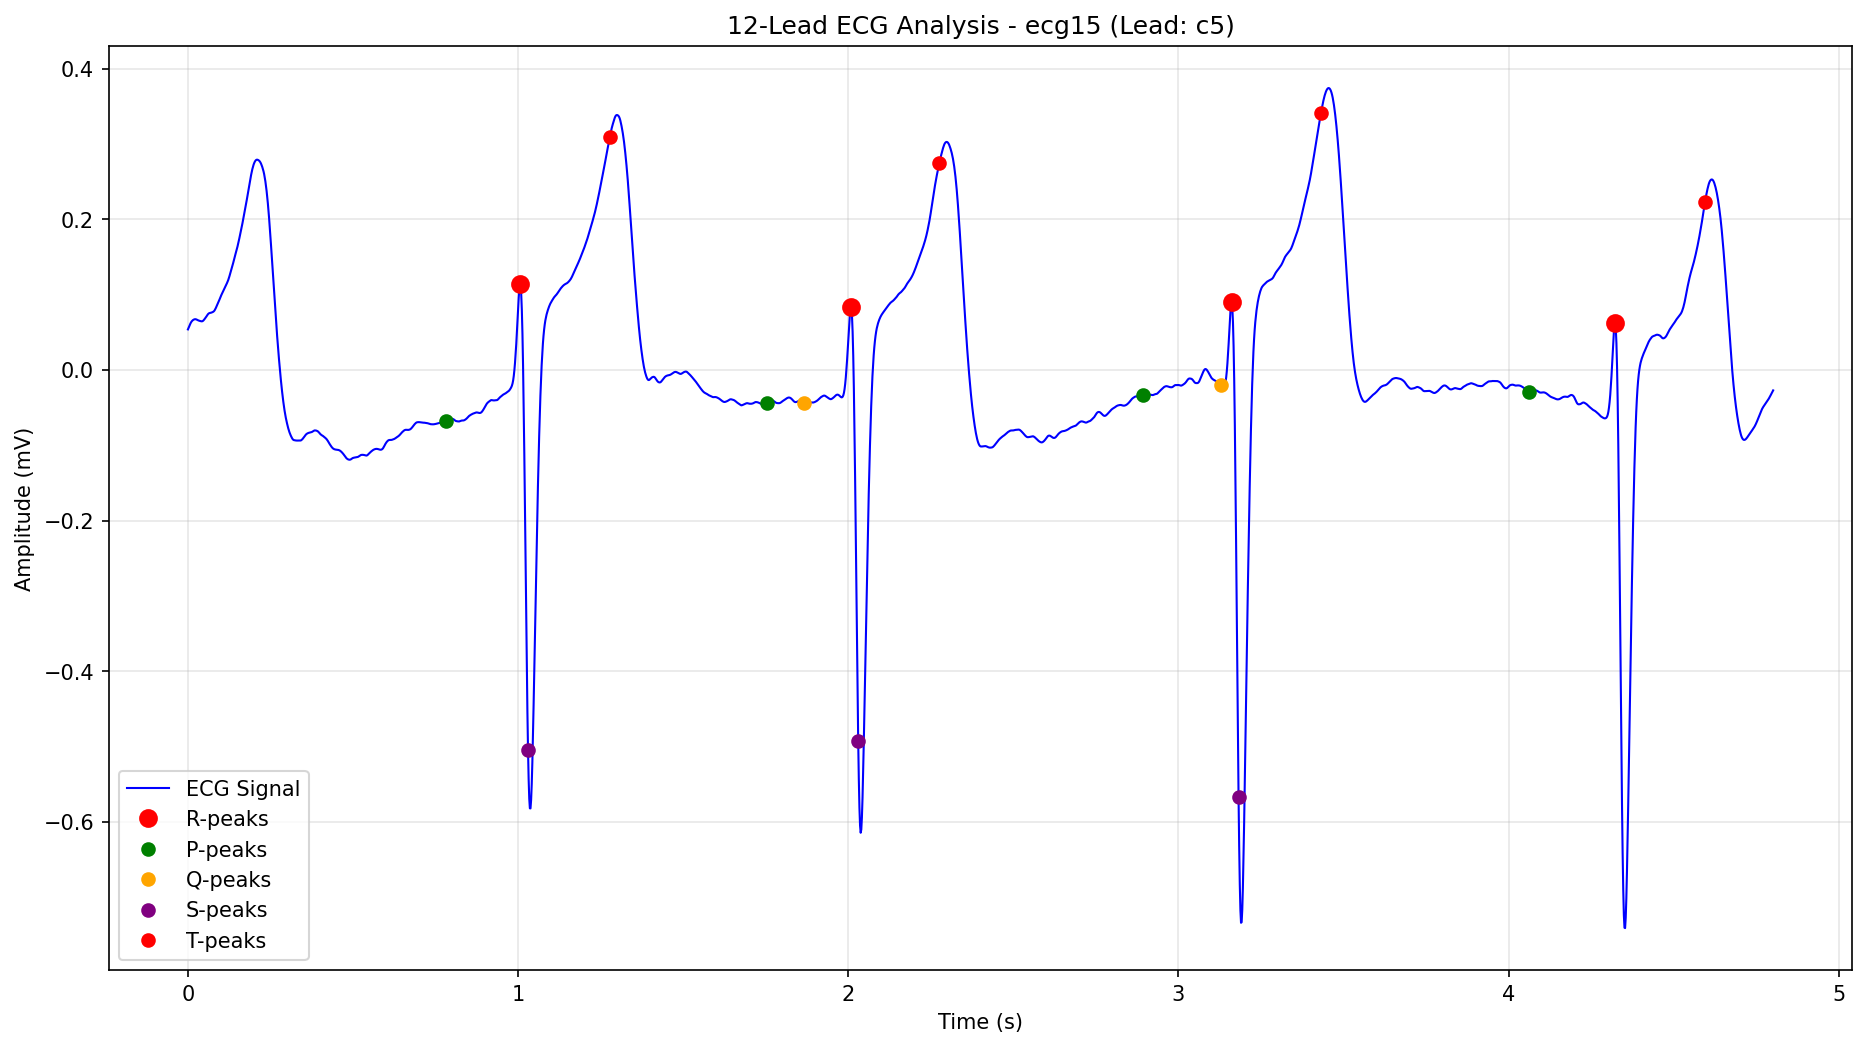 12-Lead ECG Analysis - ecg15 (Lead: c5)
Amplitude (mV)
0.4
0.2
0.0
−0.2
−0.4
−0.6
ECG Signal
R-peaks
P-peaks
Q-peaks
S-peaks
T-peaks
0 1 2 3 4 5
Time (s)